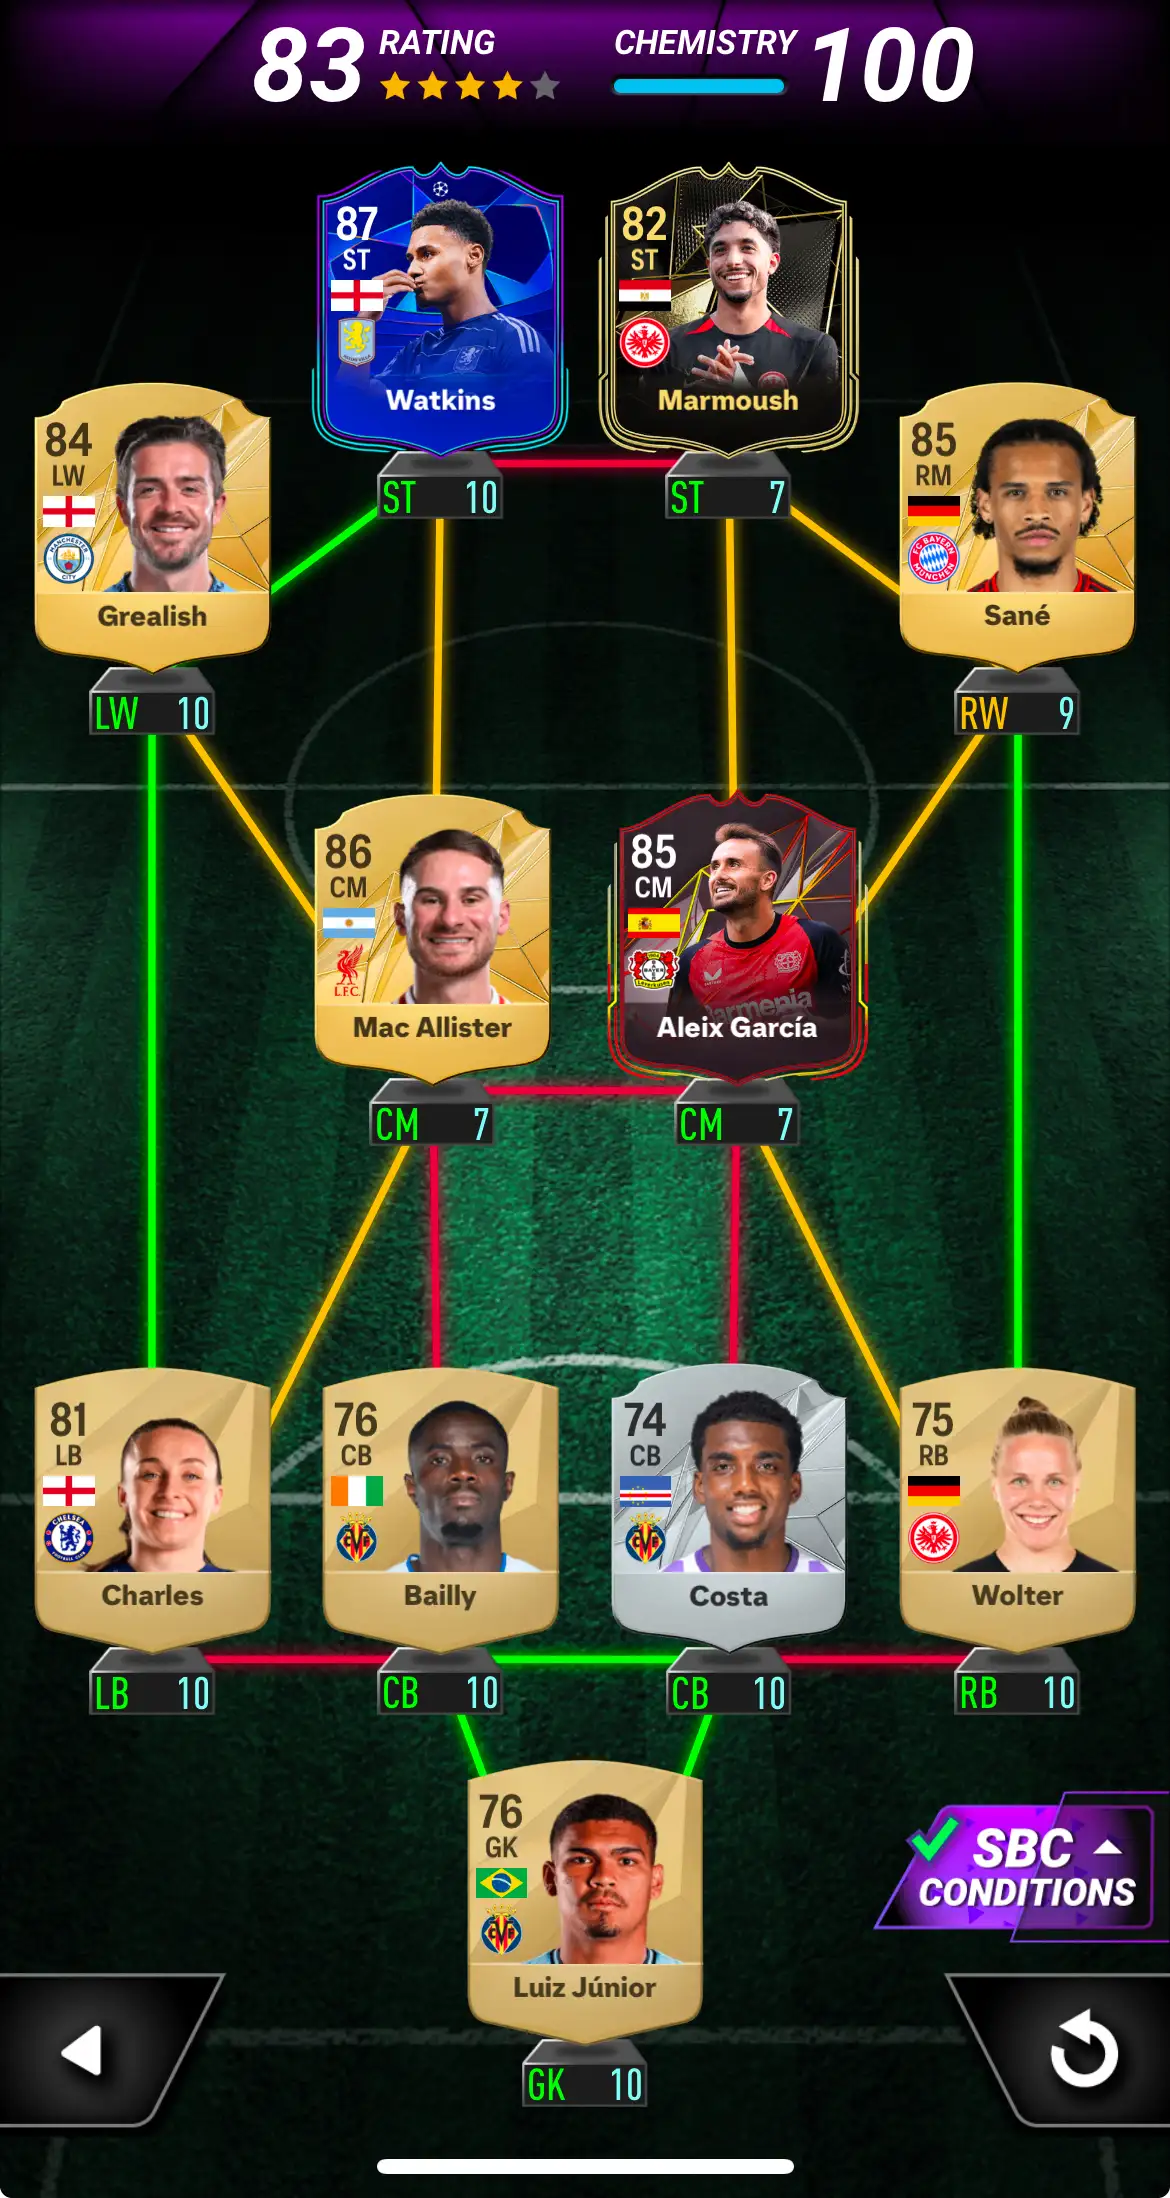 83 RATING CHEMISTRY 100
87 ST Watkins
82 ST Marmoush
84 LW Grealish
85 RM Sané
ST 10
ST 7
LW 10
RW 9
86 CM L.F.C. Mac Allister
85 CM Aleix García
CM 7
CM 7
81 LB Charles
76 CB Bailly
74 CB Costa
75 RB Wolter
LB 10
CB 10
CB 10
RB 10
76 GK Luiz Júnior
SBC
CONDITIONS
GK 10